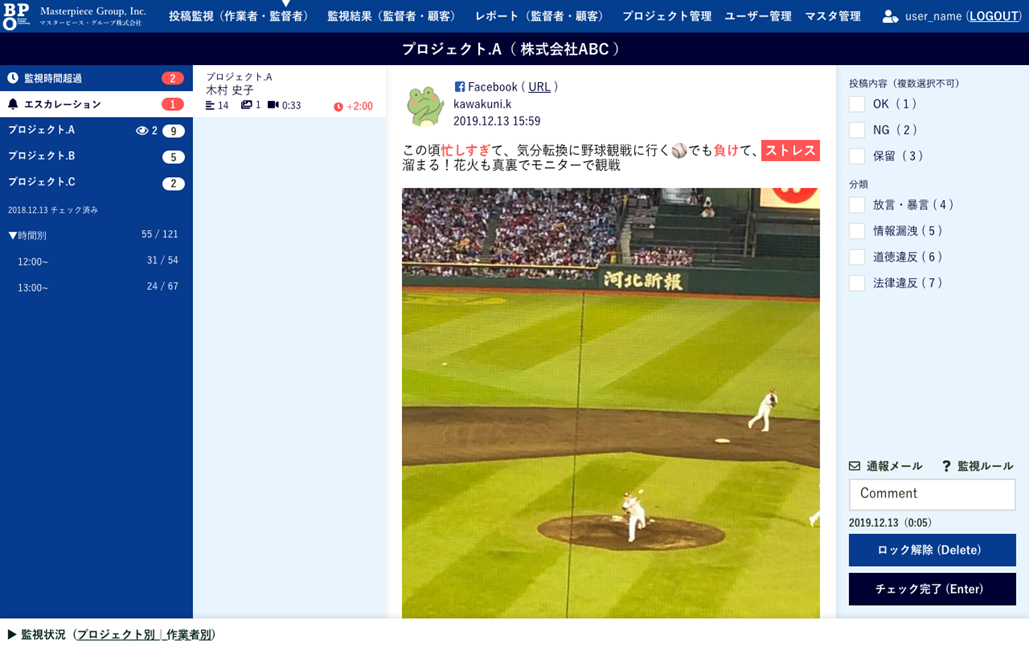 BPO
Masterpiece Group, Inc.
マスターピース・グループ株式会社
投稿監視（作業者・監督者）
監視結果（監督者・顧客）
レポート（監督者・顧客）
プロジェクト管理
ユーザー管理
マスタ管理
user_name (LOGOUT)
プロジェクト.A（ 株式会社ABC ）
監視時間超過 2
エスカレーション 1
プロジェクト.A 2 9
プロジェクト.B 5
プロジェクト.C 2
2018.12.13 チェック済み
▼時間別 55 / 121
12:00~ 31 / 54
13:00~ 24 / 67
プロジェクト.A
木村 史子
14 1 0:33 +2:00
Facebook ( URL )
kawakuni.k
2019.12.13 15:59
この頃忙しすぎて、気分転換に野球観戦に行く⚾でも負けて、ストレス
溜まる！花火も真裏でモニターで観戦
河北新報
投稿内容（複数選択不可）
OK ( 1 )
NG ( 2 )
保留 ( 3 )
分類
放言・暴言 ( 4 )
情報漏洩 ( 5 )
道徳違反 ( 6 )
法律違反 ( 7 )
通報メール
? 監視ルール
Comment
2019.12.13（0:05）
ロック解除 (Delete)
チェック完了 (Enter)
▶ 監視状況（プロジェクト別 | 作業者別）